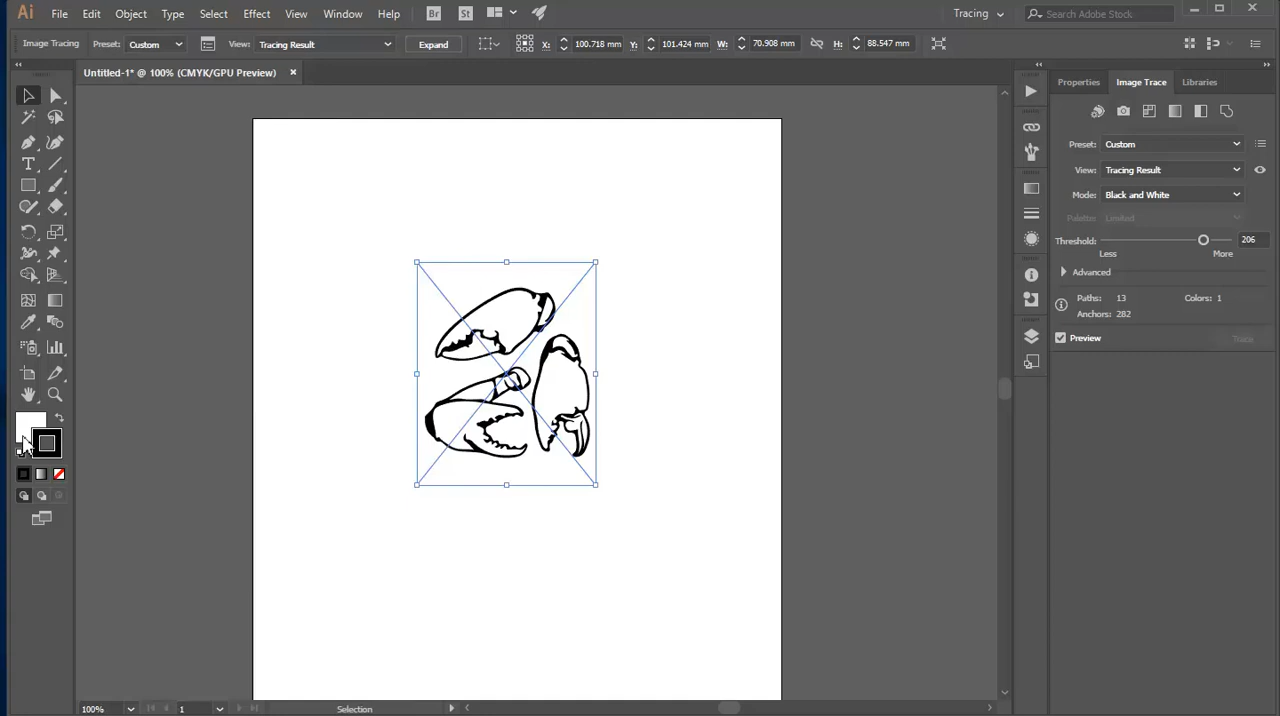 Ai File Edit Object Type Select Effect View Window Help Br St Tracing Search Adobe Stock
Image Tracing Preset: Custom View: Tracing Result Expand X: 100.718 mm Y: 101.424 mm W: 70.908 mm H: 88.547 mm
Untitled-1* @ 100% (CMYK/GPU Preview) ×
Properties Image Trace Libraries
Preset: Custom
View: Tracing Result
Mode: Black and White
Palette: Limited
Threshold: 206
Less More
Advanced
Paths: 13 Colors: 1
Anchors: 282
Preview Trace
100% 1 Selection